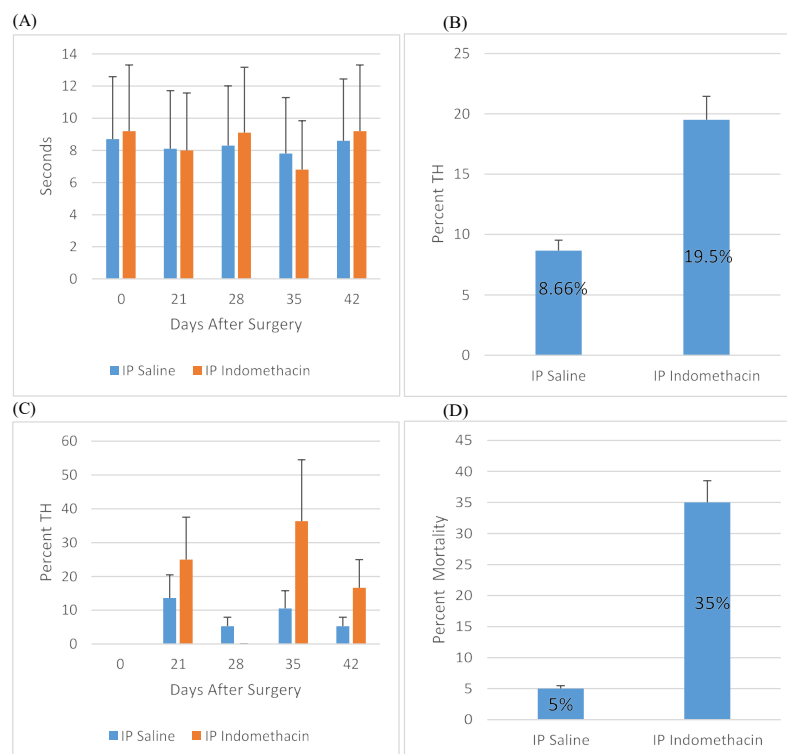 (A)
14
12
10
8
6
4
2
0
Seconds
0 21 28 35 42
Days After Surgery
IP Saline IP Indomethacin
(B)
25
20
15
10
5
0
Percent TH
8.66%
19.5%
IP Saline IP Indomethacin
(C)
60
50
40
30
20
10
0
Percent TH
0 21 28 35 42
Days After Surgery
IP Saline IP Indomethacin
(D)
45
40
35
30
25
20
15
10
5
0
Percent Mortality
5%
35%
IP Saline IP Indomethacin